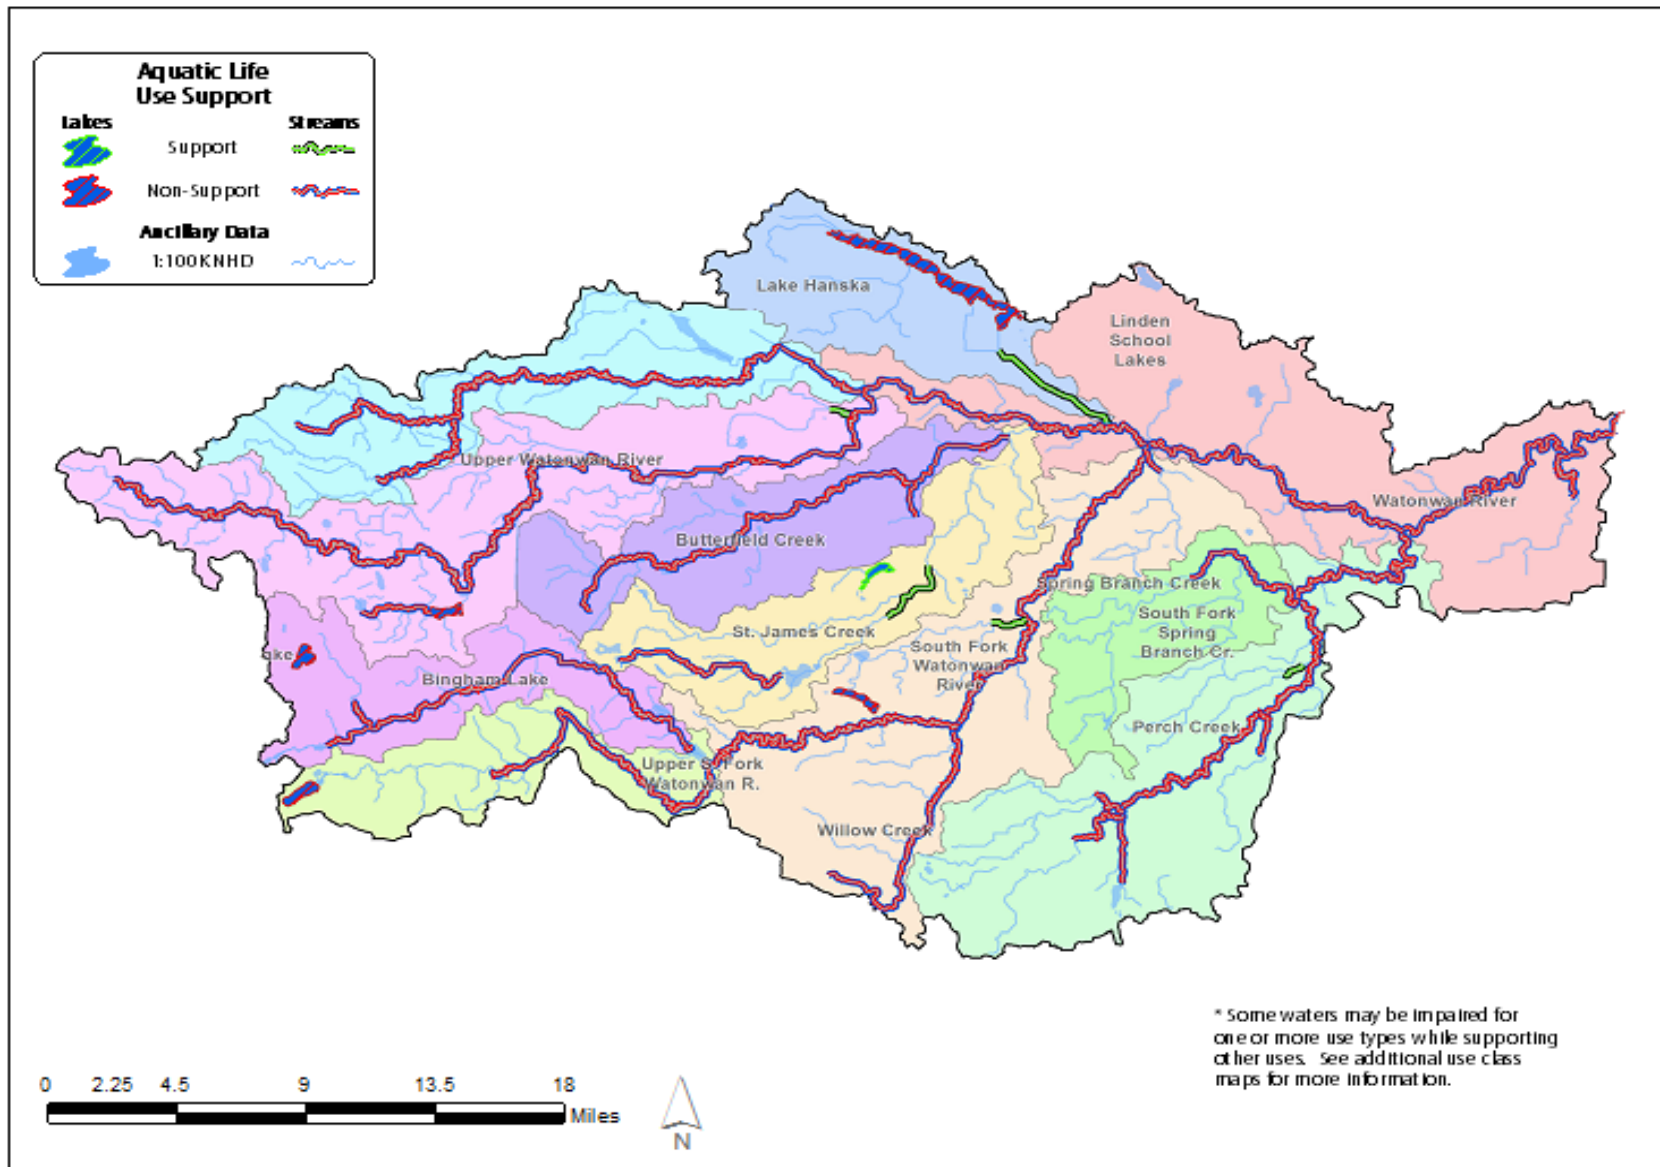 Aquatic Life
Use Support
Lakes
Streams
Support
Non-Support
Ancillary Data
1:100K NHD
Lake Hanska
Linden
School
Lakes
Upper Watonwan River
Watonwan River
Butterfield Creek
Spring Branch Creek
South Fork
Spring
Branch Cr.
St. James Creek
South Fork
Watonwan
River
ake
Bingham Lake
Perch Creek
Upper S. Fork
Watonwan R.
Willow Creek
* Some waters may be impaired for
one or more use types while supporting
other uses. See additional use class
maps for more information.
0 2.25 4.5 9 13.5 18
Miles
N